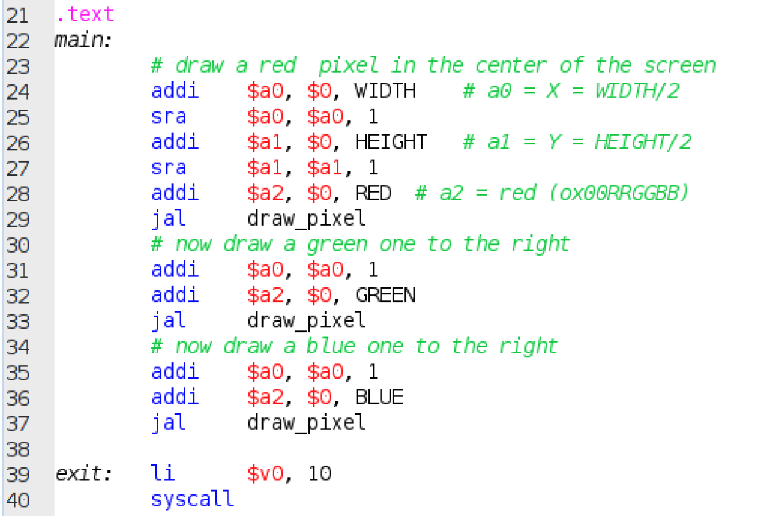 21 .text
22 main:
23 # draw a red  pixel in the center of the screen
24 addi $a0, $0, WIDTH # a0 = X = WIDTH/2
25 sra $a0, $a0, 1
26 addi $a1, $0, HEIGHT # a1 = Y = HEIGHT/2
27 sra $a1, $a1, 1
28 addi $a2, $0, RED # a2 = red (ox00RRGGBB)
29 jal draw_pixel
30 # now draw a green one to the right
31 addi $a0, $a0, 1
32 addi $a2, $0, GREEN
33 jal draw_pixel
34 # now draw a blue one to the right
35 addi $a0, $a0, 1
36 addi $a2, $0, BLUE
37 jal draw_pixel
38
39 exit: li $v0, 10
40 syscall